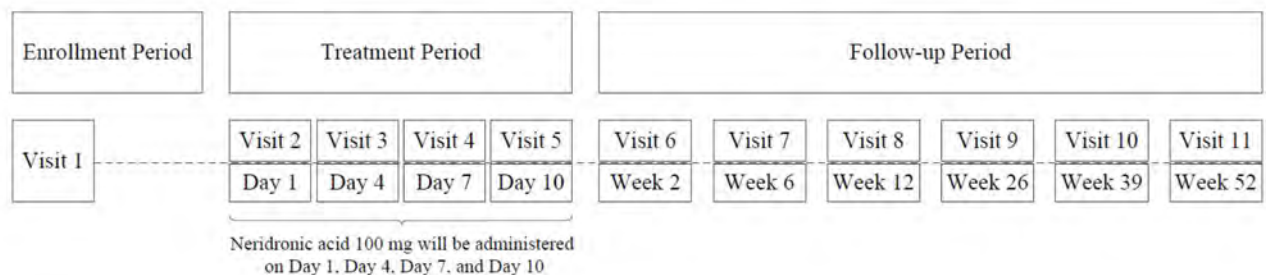 Enrollment Period
Treatment Period
Follow-up Period
Visit 1
Visit 2
Visit 3
Visit 4
Visit 5
Visit 6
Visit 7
Visit 8
Visit 9
Visit 10
Visit 11
Day 1
Day 4
Day 7
Day 10
Week 2
Week 6
Week 12
Week 26
Week 39
Week 52
Neridronic acid 100 mg will be administered
on Day 1, Day 4, Day 7, and Day 10